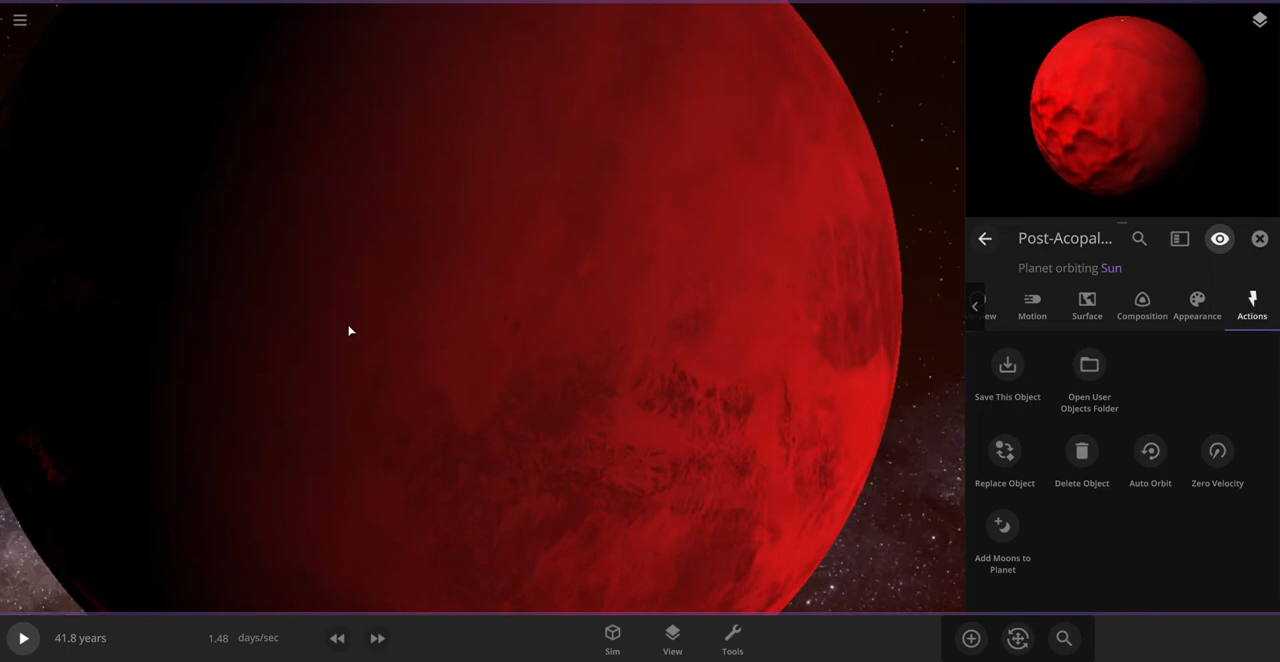 Post-Acopal...
Planet orbiting Sun
Motion
Surface
Composition
Appearance
Actions
Save This Object
Open User
Objects Folder
Replace Object
Delete Object
Auto Orbit
Zero Velocity
Add Moons to
Planet
41.8 years
1.48 days/sec
Sim
View
Tools